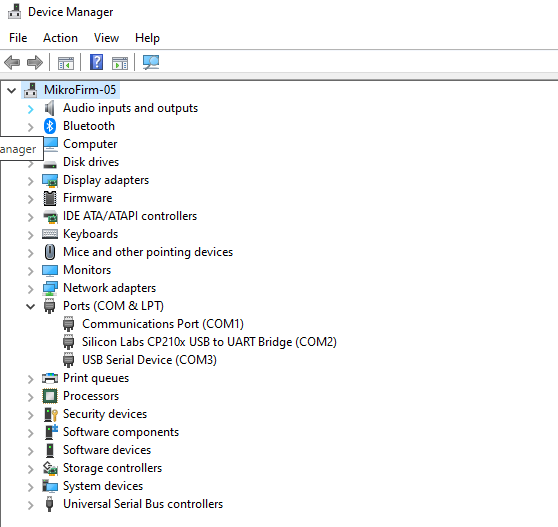 Device Manager
File Action View Help
MikroFirm-05
Audio inputs and outputs
Bluetooth
Computer
anager
Disk drives
Display adapters
Firmware
IDE ATA/ATAPI controllers
Keyboards
Mice and other pointing devices
Monitors
Network adapters
Ports (COM & LPT)
Communications Port (COM1)
Silicon Labs CP210x USB to UART Bridge (COM2)
USB Serial Device (COM3)
Print queues
Processors
Security devices
Software components
Software devices
Storage controllers
System devices
Universal Serial Bus controllers